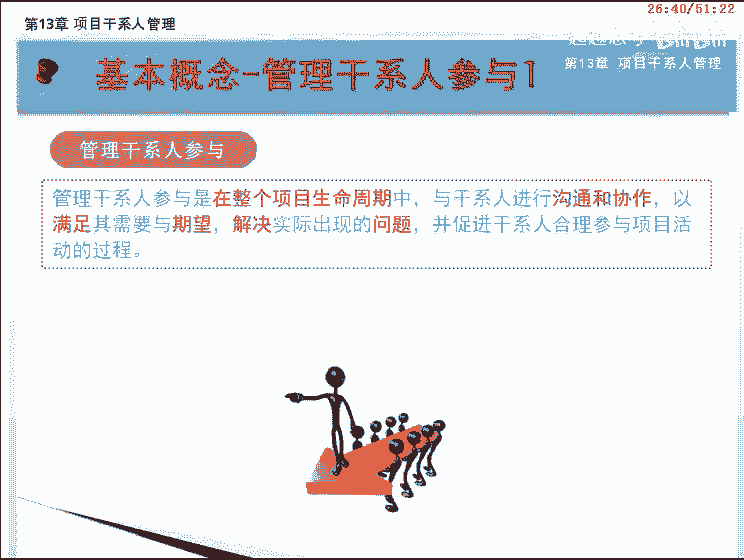 26:40/51:22
第13章 项目干系人管理
基本概念-管理干系人参与1
第13章 项目干系人管理
管理干系人参与
管理干系人参与是在整个项目生命周期中，与干系人进行沟通和协作，以
满足其需要与期望，解决实际出现的问题，并促进干系人合理参与项目活
动的过程。